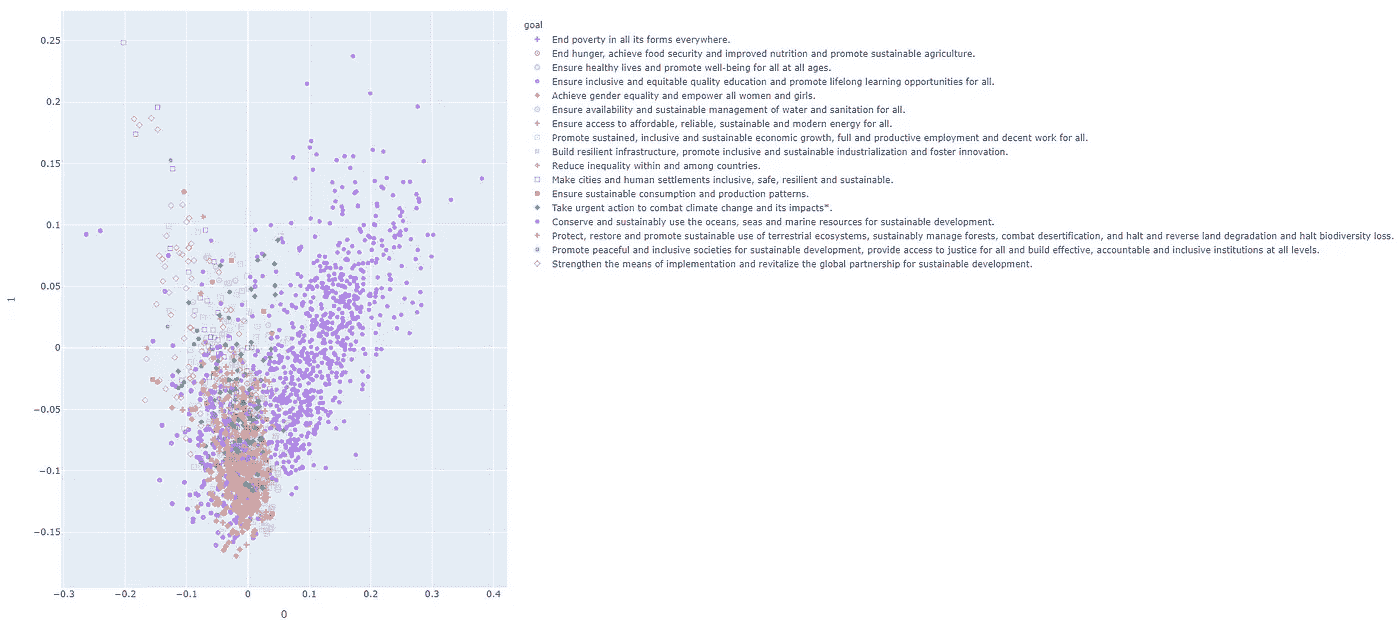 goal
End poverty in all its forms everywhere.
End hunger, achieve food security and improved nutrition and promote sustainable agriculture.
Ensure healthy lives and promote well-being for all at all ages.
Ensure inclusive and equitable quality education and promote lifelong learning opportunities for all.
Achieve gender equality and empower all women and girls.
Ensure availability and sustainable management of water and sanitation for all.
Ensure access to affordable, reliable, sustainable and modern energy for all.
Promote sustained, inclusive and sustainable economic growth, full and productive employment and decent work for all.
Build resilient infrastructure, promote inclusive and sustainable industrialization and foster innovation.
Reduce inequality within and among countries.
Make cities and human settlements inclusive, safe, resilient and sustainable.
Ensure sustainable consumption and production patterns.
Take urgent action to combat climate change and its impacts*.
Conserve and sustainably use the oceans, seas and marine resources for sustainable development.
Protect, restore and promote sustainable use of terrestrial ecosystems, sustainably manage forests, combat desertification, and halt and reverse land degradation and halt biodiversity loss.
Promote peaceful and inclusive societies for sustainable development, provide access to justice for all and build effective, accountable and inclusive institutions at all levels.
Strengthen the means of implementation and revitalize the global partnership for sustainable development.
0.25
0.2
0.15
0.1
0.05
0
−0.05
−0.1
−0.15
1
−0.3 −0.2 −0.1 0 0.1 0.2 0.3 0.4
0